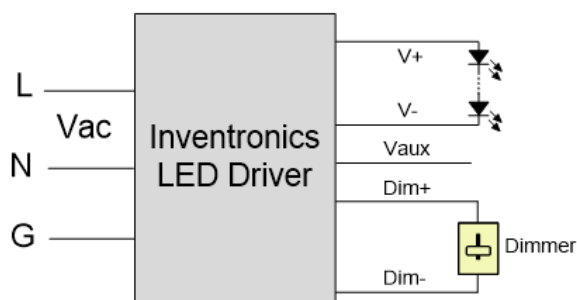 L
Vac
N
G
Inventronics
LED Driver
V+
V-
Vaux
Dim+
Dimmer
Dim-